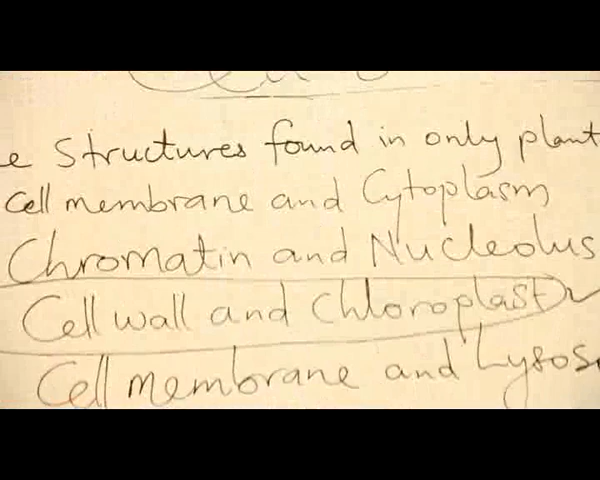 e Structures found in only plant
Cell membrane and Cytoplasm
Chromatin and Nucleolus
Cell wall and Chloroplast
Cell membrane and Lysos